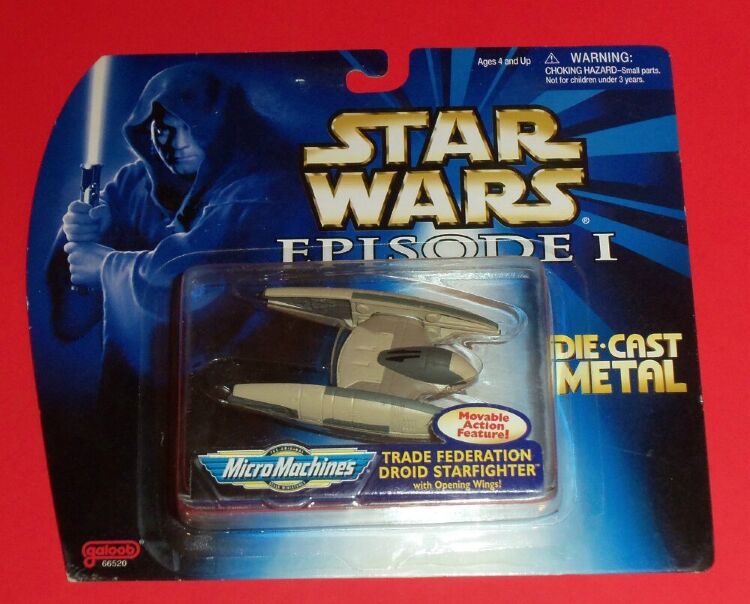 Ages 4 and Up
WARNING:
CHOKING HAZARD–Small parts.
Not for children under 3 years.
STAR
WARS®
EPISODE I
DIE·CAST
METAL
Movable
Action
Feature!
MicroMachines
TRADE FEDERATION
DROID STARFIGHTER™
with Opening Wings!
galoob
66520